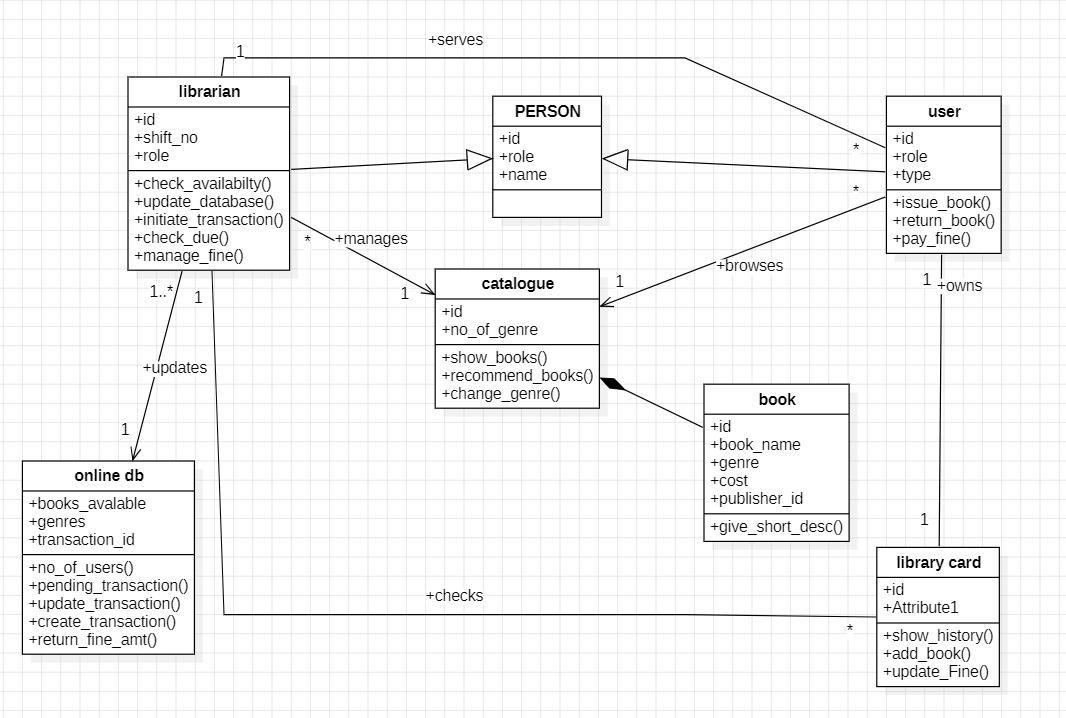 +serves
1
librarian
+id
+shift_no
+role
+check_availabilty()
+update_database()
+initiate_transaction()
+check_due()
+manage_fine()
PERSON
+id
+role
+name
user
+id
+role
+type
+issue_book()
+return_book()
+pay_fine()
*
*
*
+manages
1
1
+browses
catalogue
+id
+no_of_genre
+show_books()
+recommend_books()
+change_genre()
1
+owns
1..*
1
+updates
1
book
+id
+book_name
+genre
+cost
+publisher_id
+give_short_desc()
online db
+books_avalable
+genres
+transaction_id
+no_of_users()
+pending_transaction()
+update_transaction()
+create_transaction()
+return_fine_amt()
1
library card
+id
+Attribute1
+show_history()
+add_book()
+update_Fine()
+checks
*